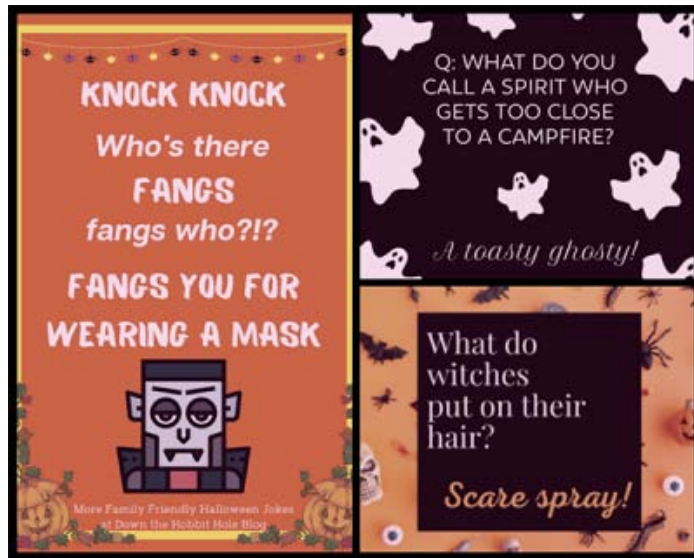 KNOCK KNOCK
Who's there
FANGS
fangs who?!?
FANGS YOU FOR
WEARING A MASK
More Family Friendly Halloween Jokes
at Down the Hobbit Hole Blog
Q: WHAT DO YOU
CALL A SPIRIT WHO
GETS TOO CLOSE
TO A CAMPFIRE?
A toasty ghosty!
What do
witches
put on their
hair?
Scare spray!